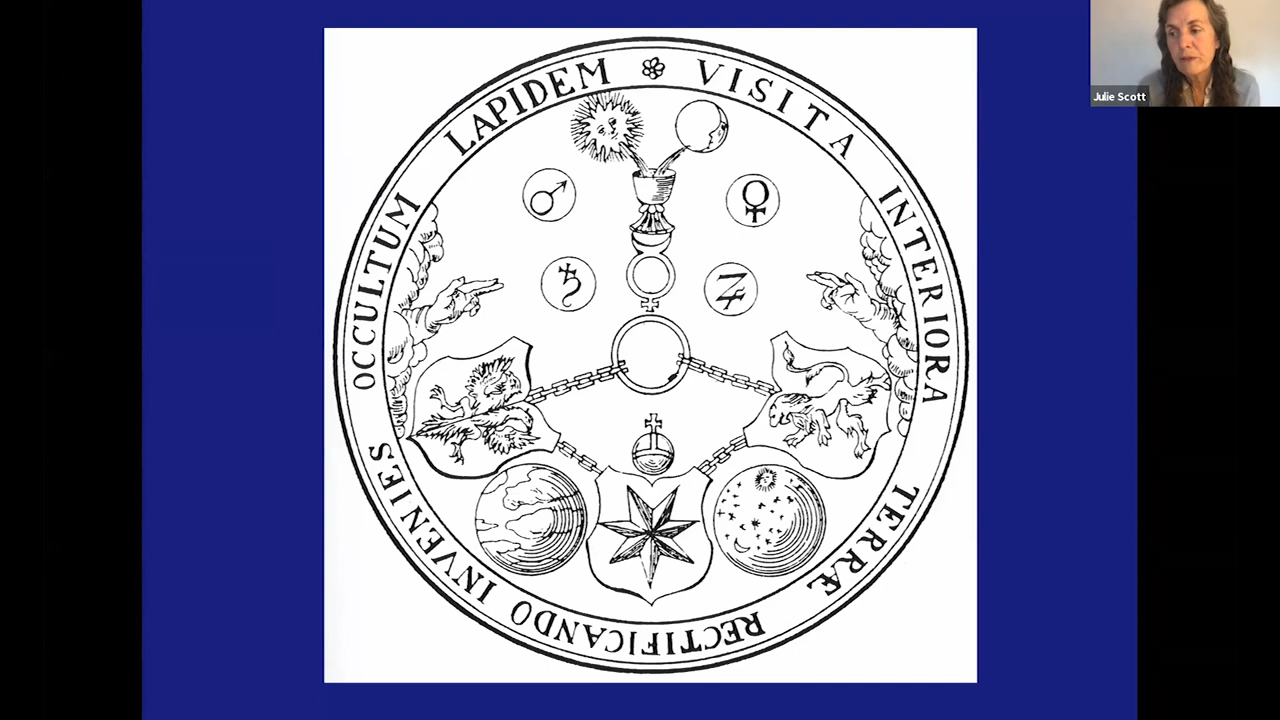 VISITA INTERIORA TERRÆ RECTIFICANDO INVENIES OCCULTUM LAPIDEM
Julie Scott